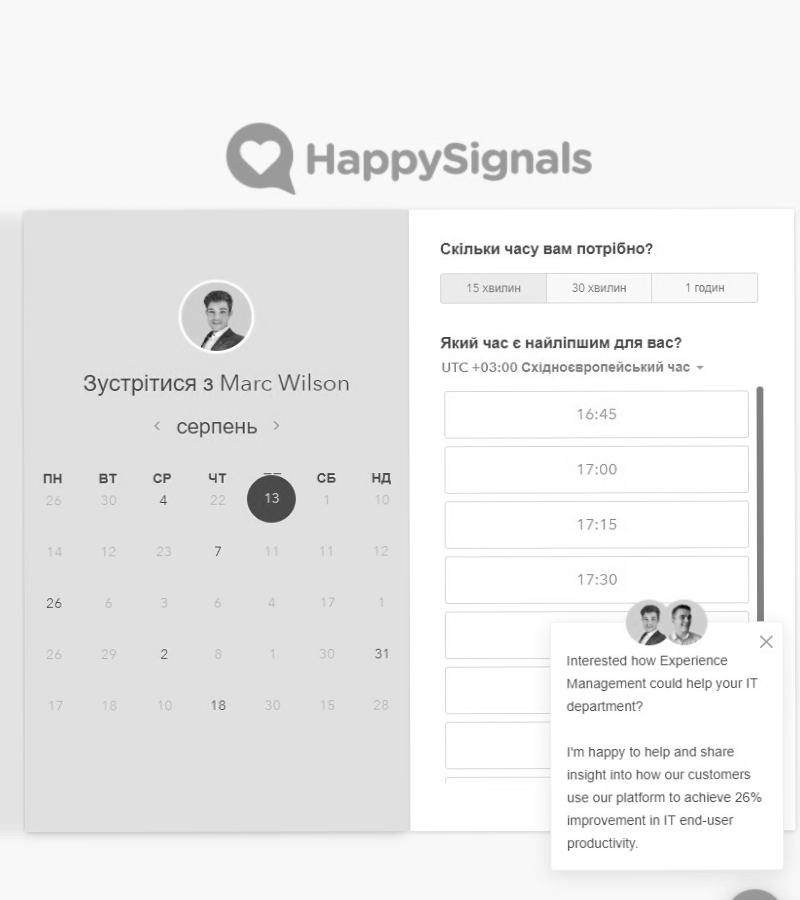 HappySignals
Зустрітися з Marc Wilson
серпень
ПН ВТ СР ЧТ СБ НД
26 30 4 22 13 1 10
14 12 23 7 11 11 12
26 6 3 6 4 17 1
26 29 2 8 1 30 31
17 18 10 18 30 15 28
Скільки часу вам потрібно?
15 хвилин 30 хвилин 1 годин
Який час є найліпшим для вас?
UTC +03:00 Східноєвропейський час
16:45
17:00
17:15
17:30
Interested how Experience
Management could help your IT
department?
I'm happy to help and share
insight into how our customers
use our platform to achieve 26%
improvement in IT end-user
productivity.